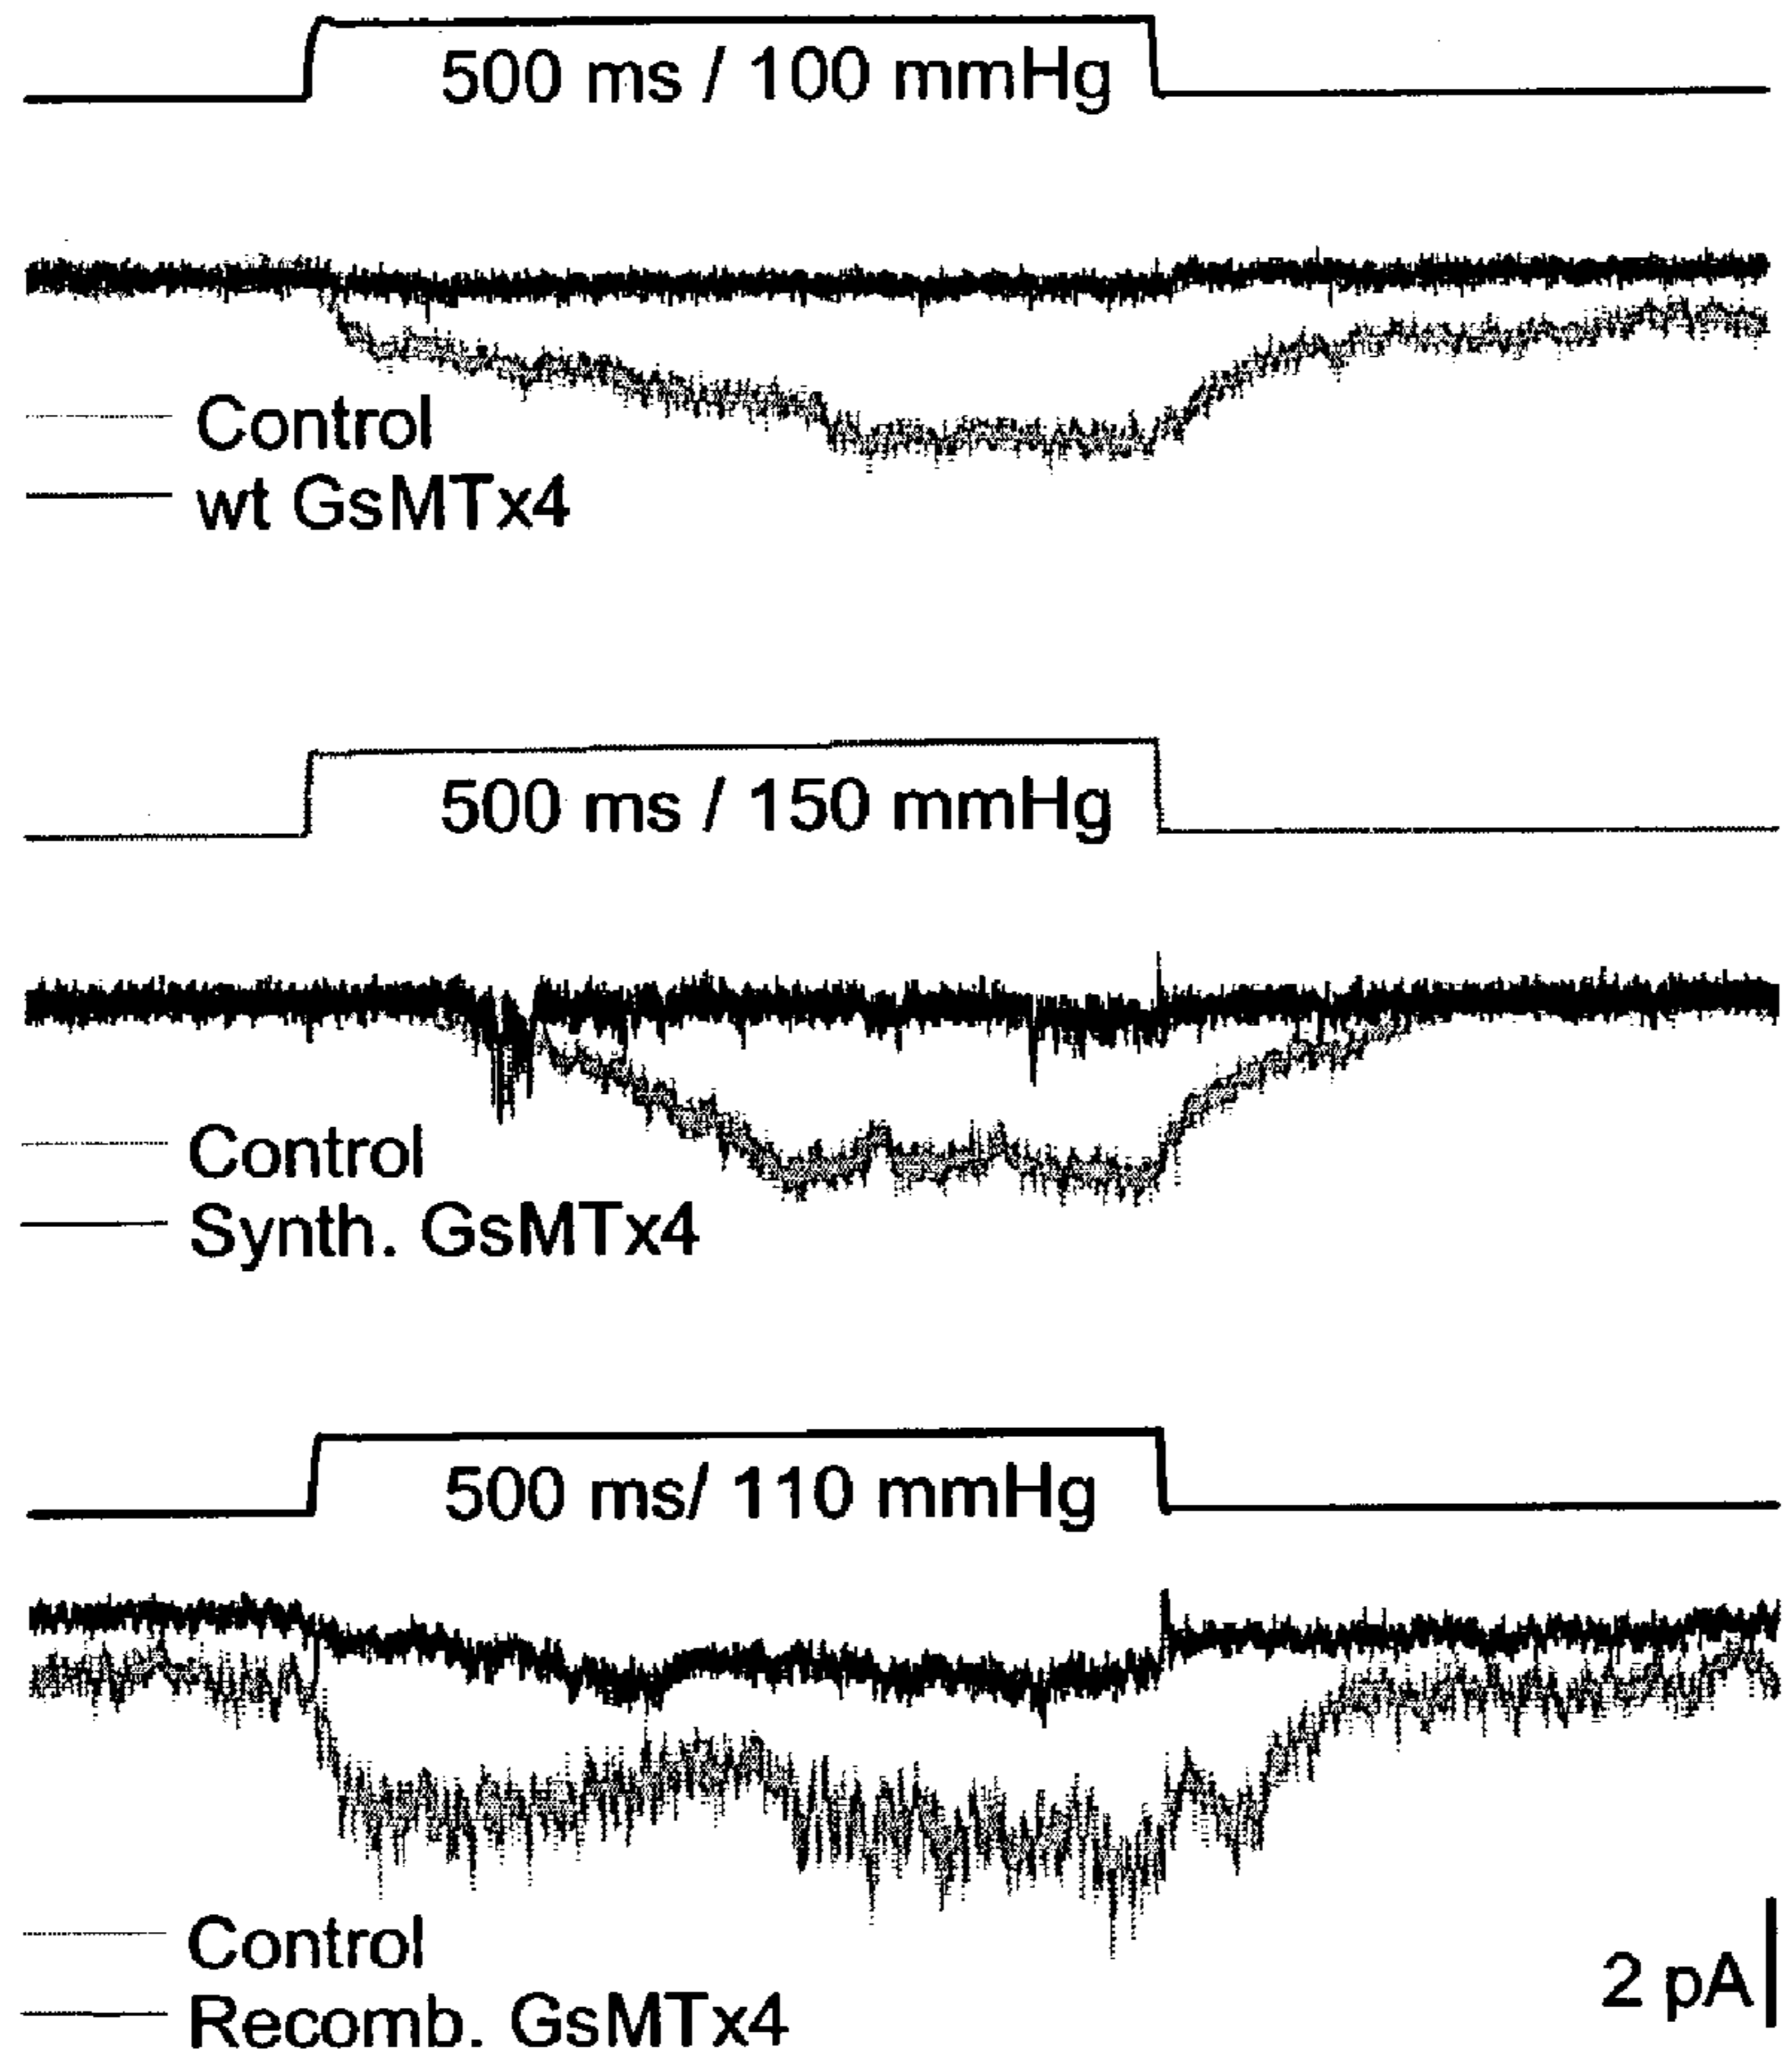 500 ms / 100 mmHg
Control
wt GsMTx4
500 ms / 150 mmHg
Control
Synth. GsMTx4
500 ms/ 110 mmHg
Control
Recomb. GsMTx4
2 pA